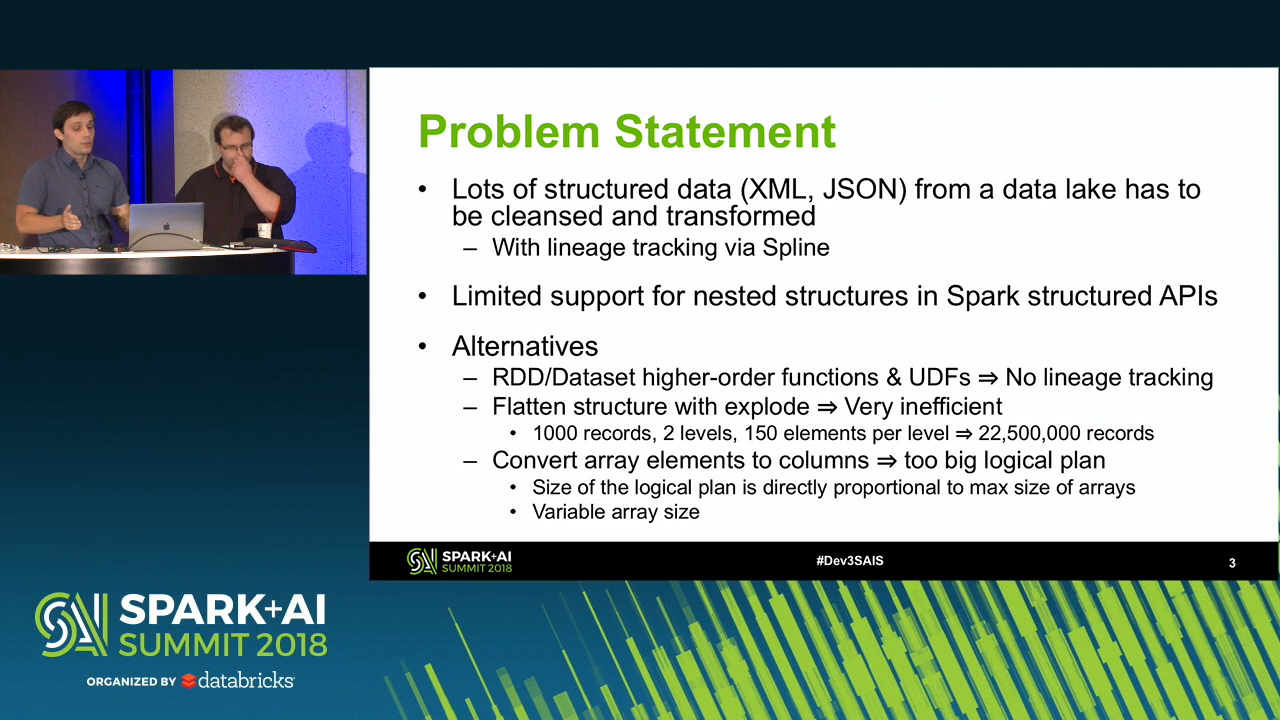 Problem Statement
• Lots of structured data (XML, JSON) from a data lake has to
be cleansed and transformed
– With lineage tracking via Spline
• Limited support for nested structures in Spark structured APIs
• Alternatives
– RDD/Dataset higher-order functions & UDFs ⇒ No lineage tracking
– Flatten structure with explode ⇒ Very inefficient
• 1000 records, 2 levels, 150 elements per level ⇒ 22,500,000 records
– Convert array elements to columns ⇒ too big logical plan
• Size of the logical plan is directly proportional to max size of arrays
• Variable array size
SPARK+AI
SUMMIT 2018
#Dev3SAIS
3
SPARK+AI
SUMMIT 2018
ORGANIZED BY databricks